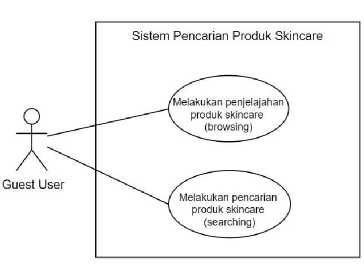 Sistem Pencarian Produk Skincare
Melakukan penjelajahan
produk skincare
(browsing)
Guest User
Melakukan pencarian
produk skincare
(searching)